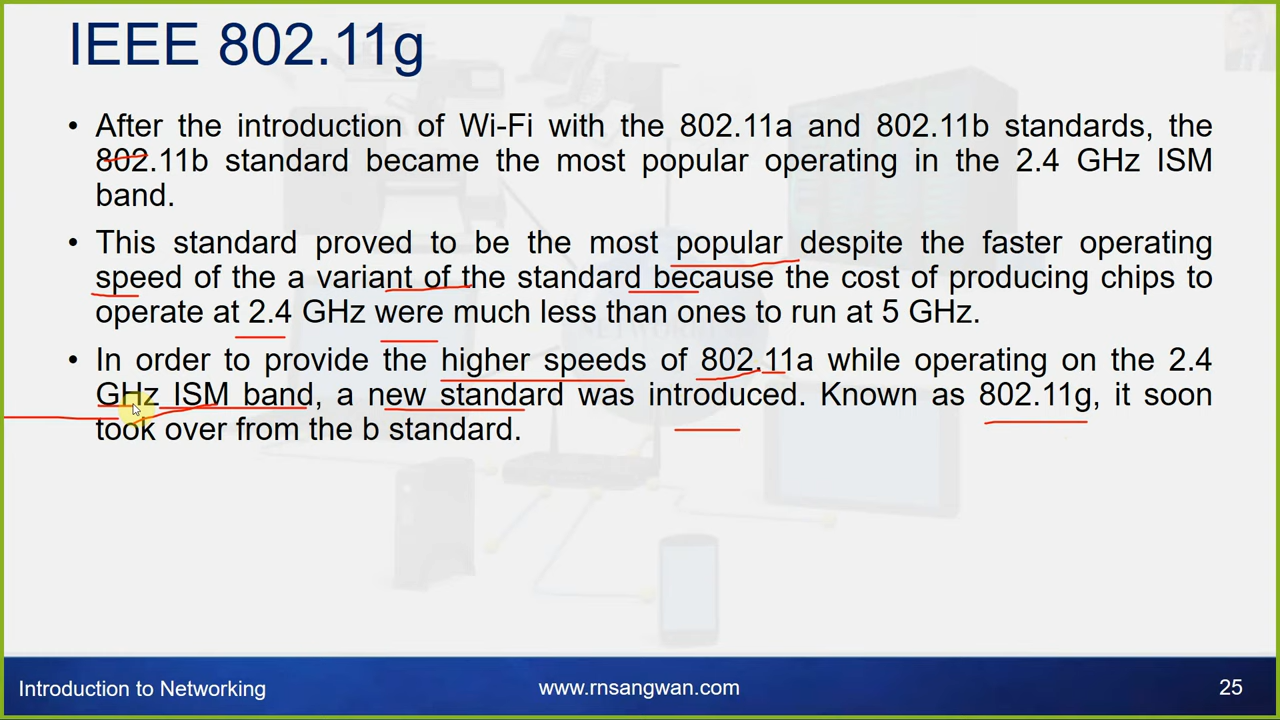 IEEE 802.11g
• After the introduction of Wi-Fi with the 802.11a and 802.11b standards, the
802.11b standard became the most popular operating in the 2.4 GHz ISM
band.
• This standard proved to be the most popular despite the faster operating
speed of the a variant of the standard because the cost of producing chips to
operate at 2.4 GHz were much less than ones to run at 5 GHz.
• In order to provide the higher speeds of 802.11a while operating on the 2.4
GHz ISM band, a new standard was introduced. Known as 802.11g, it soon
took over from the b standard.
Introduction to Networking
www.rnsangwan.com
25